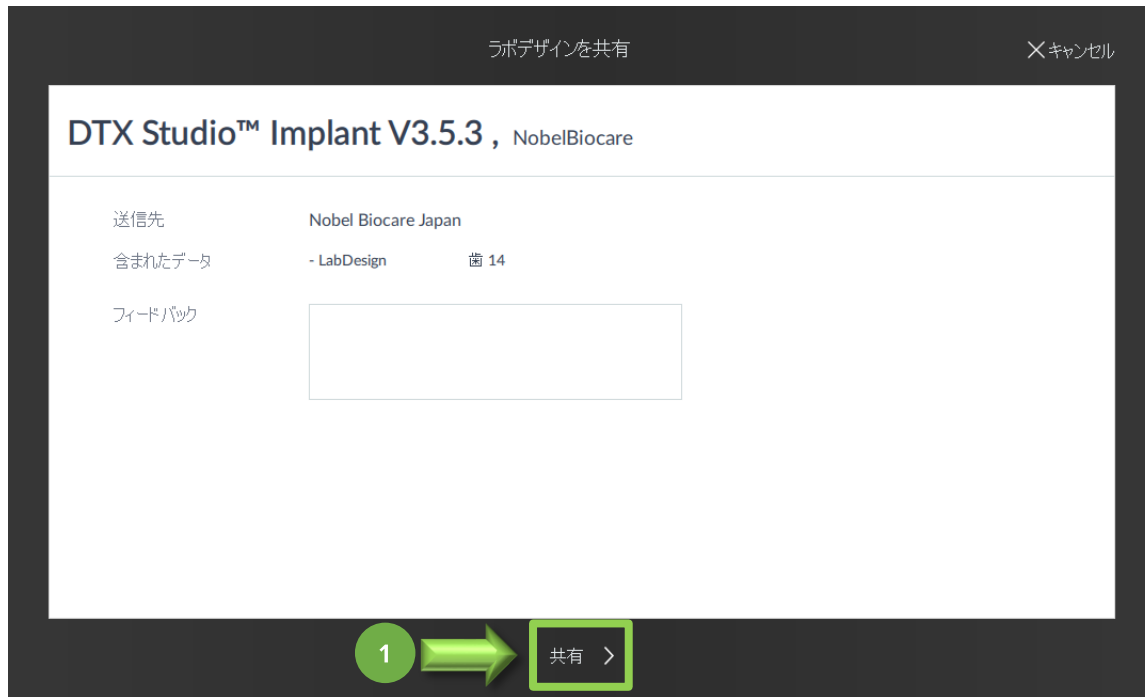 ラボデザインを共有
×キャンセル
DTX Studio™ Implant V3.5.3 , NobelBiocare
送信先 Nobel Biocare Japan
含まれたデータ - LabDesign 歯 14
フィードバック
1 共有 >